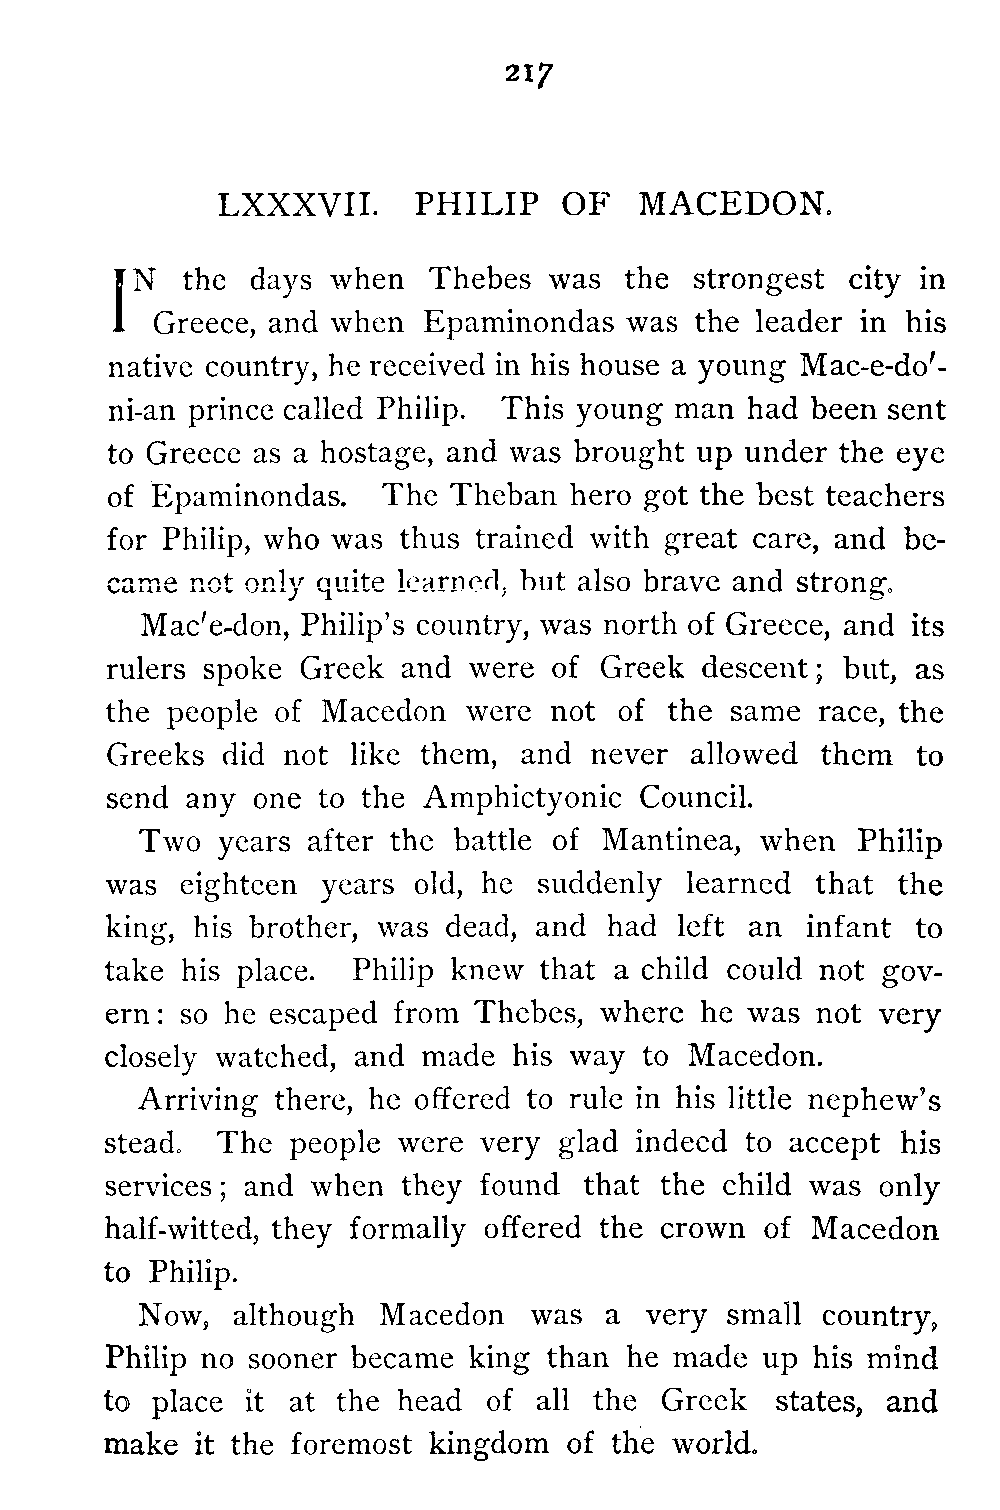 217
LXXXVII. PHILIP OF MACEDON.
IN the days when Thebes was the strongest city in
Greece, and when Epaminondas was the leader in his
native country, he received in his house a young Mac-e-do′-
ni-an prince called Philip. This young man had been sent
to Greece as a hostage, and was brought up under the eye
of Epaminondas. The Theban hero got the best teachers
for Philip, who was thus trained with great care, and be-
came not only quite learned, but also brave and strong.
Mac′e-don, Philip's country, was north of Greece, and its
rulers spoke Greek and were of Greek descent; but, as
the people of Macedon were not of the same race, the
Greeks did not like them, and never allowed them to
send any one to the Amphictyonic Council.
Two years after the battle of Mantinea, when Philip
was eighteen years old, he suddenly learned that the
king, his brother, was dead, and had left an infant to
take his place. Philip knew that a child could not gov-
ern: so he escaped from Thebes, where he was not very
closely watched, and made his way to Macedon.
Arriving there, he offered to rule in his little nephew's
stead. The people were very glad indeed to accept his
services; and when they found that the child was only
half-witted, they formally offered the crown of Macedon
to Philip.
Now, although Macedon was a very small country,
Philip no sooner became king than he made up his mind
to place it at the head of all the Greek states, and
make it the foremost kingdom of the world.